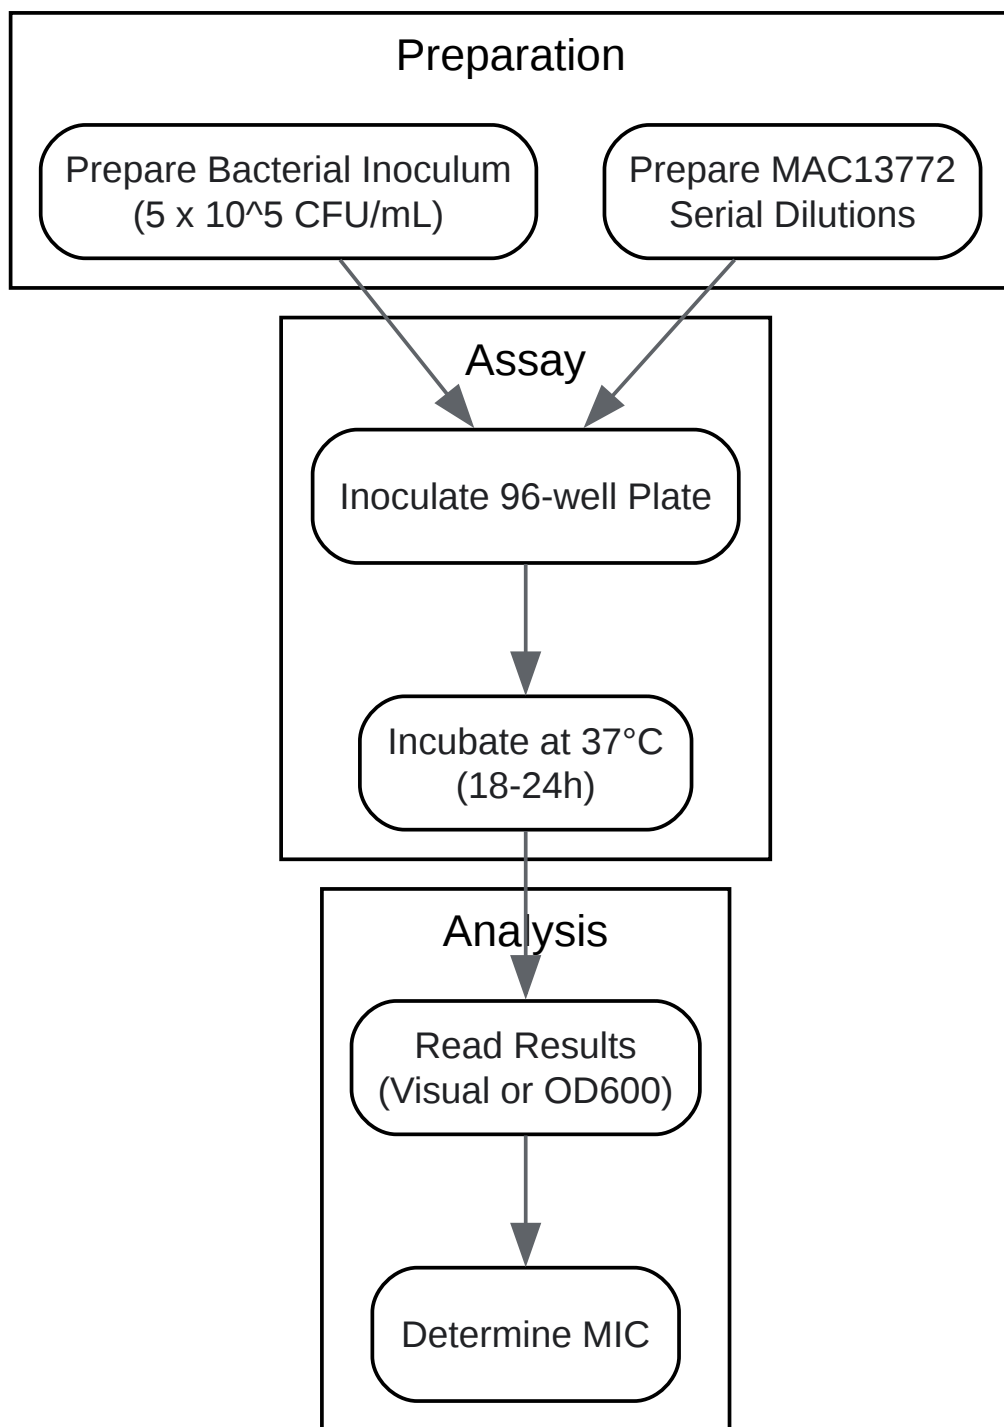 Preparation
Prepare Bacterial Inoculum
(5 x 10^5 CFU/mL)
Prepare MAC13772
Serial Dilutions
Assay
Inoculate 96-well Plate
Incubate at 37°C
(18-24h)
Analysis
Read Results
(Visual or OD600)
Determine MIC